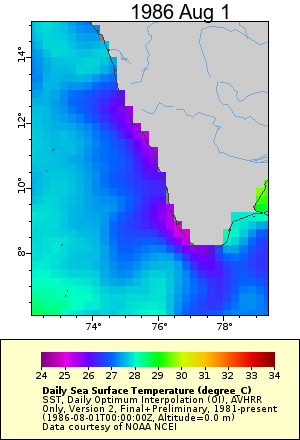 1986 Aug 1
14°
12°
10°
8°
74° 76° 78°
24 25 26 27 28 29 30 31 32 33 34
Daily Sea Surface Temperature (degree_C)
SST, Daily Optimum Interpolation (OI), AVHRR
Only, Version 2, Final+Preliminary, 1981-present
(1986-08-01T00:00:00Z, Altitude=0.0 m)
Data courtesy of NOAA NCEI